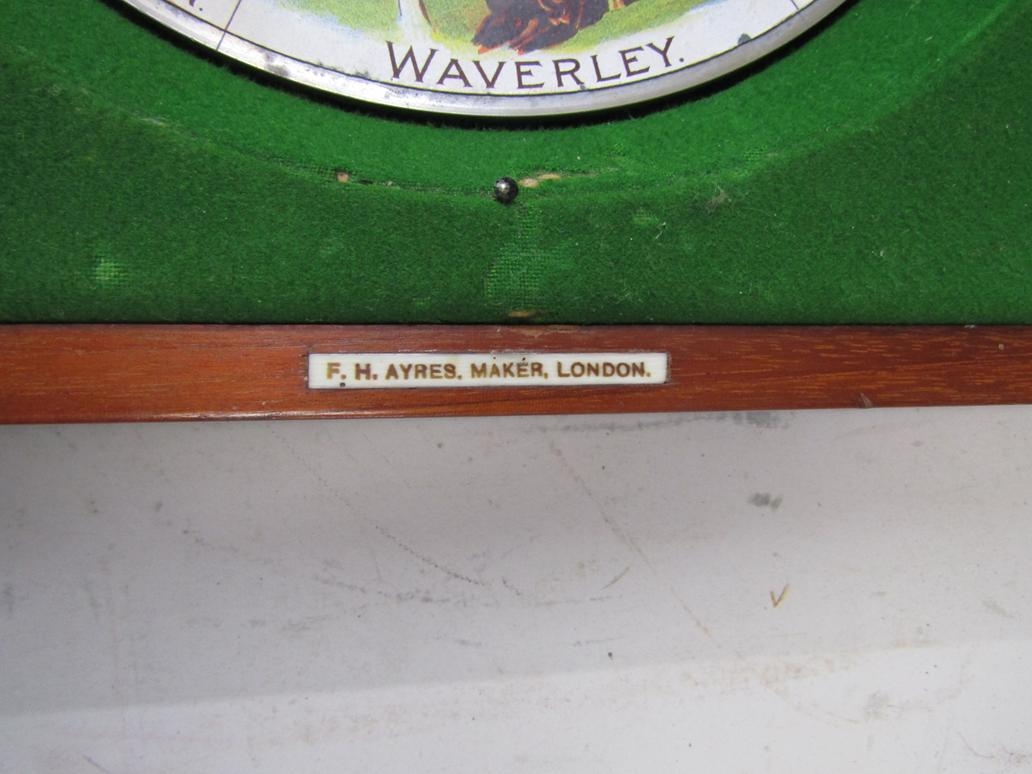 WAVERLEY.
F. H. AYRES, MAKER, LONDON.